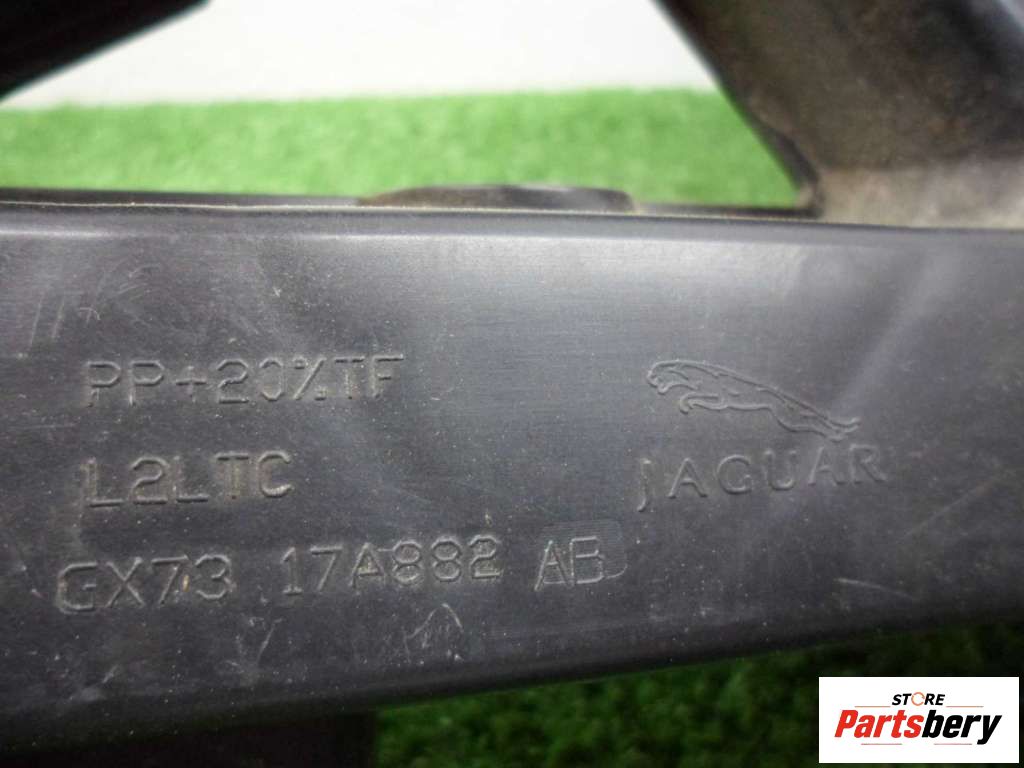 PP+20%TF
L2LTC
JAGUAR
GX73 17A882 AB
STORE
Partsbery